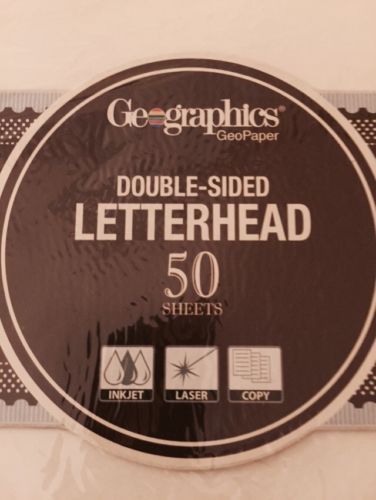 Geographics®
GeoPaper
DOUBLE-SIDED
LETTERHEAD
50
SHEETS
INKJET LASER COPY